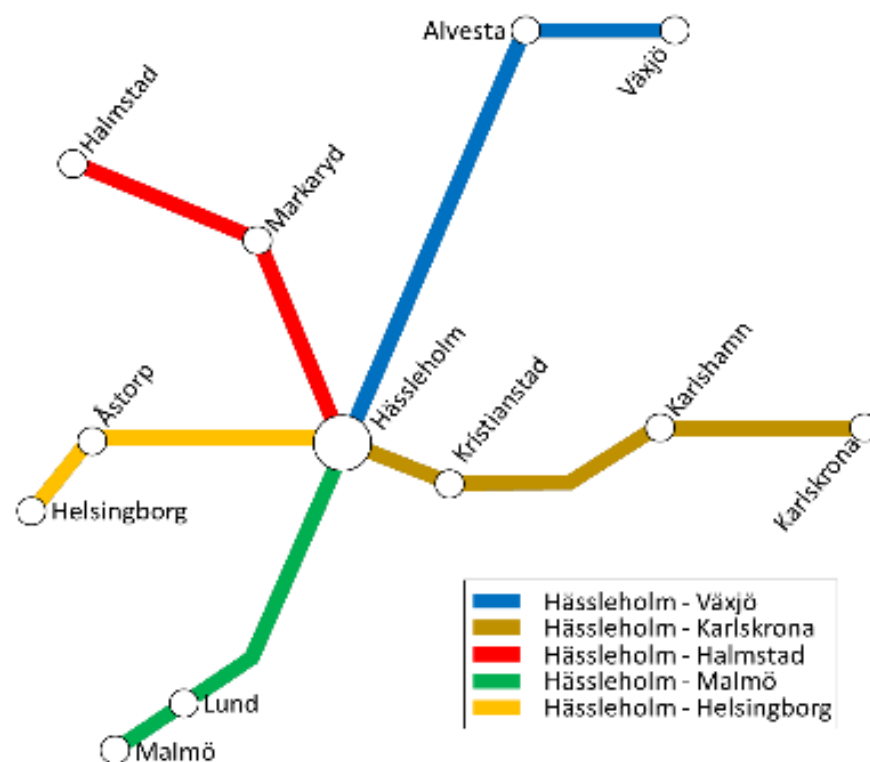 Alvesta
Växjö
Halmstad
Markaryd
Hässleholm
Åstorp
Kristianstad
Karlshamn
Karlskrona
Helsingborg
Lund
Malmö
Hässleholm - Växjö
Hässleholm - Karlskrona
Hässleholm - Halmstad
Hässleholm - Malmö
Hässleholm - Helsingborg